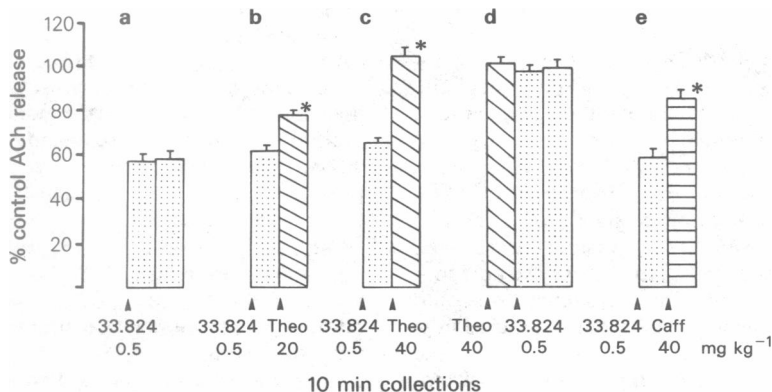 a b c d e
% control ACh release
120
100
80
60
40
20
* * *
33.824 33.824 Theo 33.824 Theo Theo 33.824 33.824 Caff
0.5 0.5 20 0.5 40 40 0.5 0.5 40 mg kg⁻¹
10 min collections